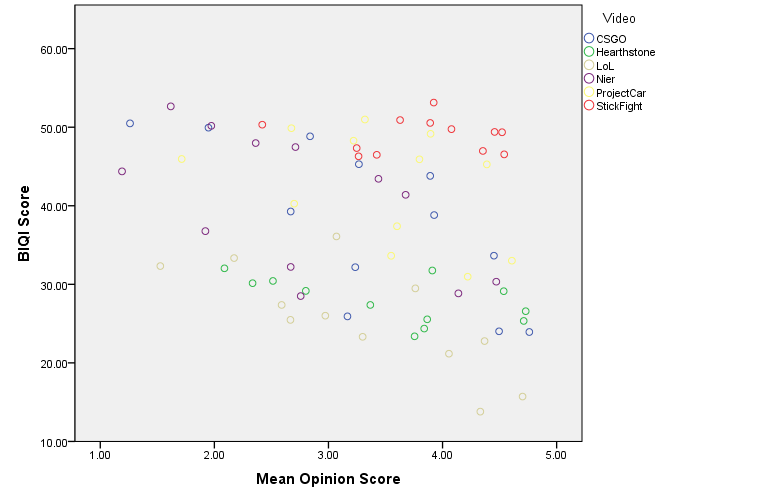 Video
CSGO
Hearthstone
LoL
Nier
ProjectCar
StickFight
BIQI Score
60.00
50.00
40.00
30.00
20.00
10.00
1.00 2.00 3.00 4.00 5.00
Mean Opinion Score